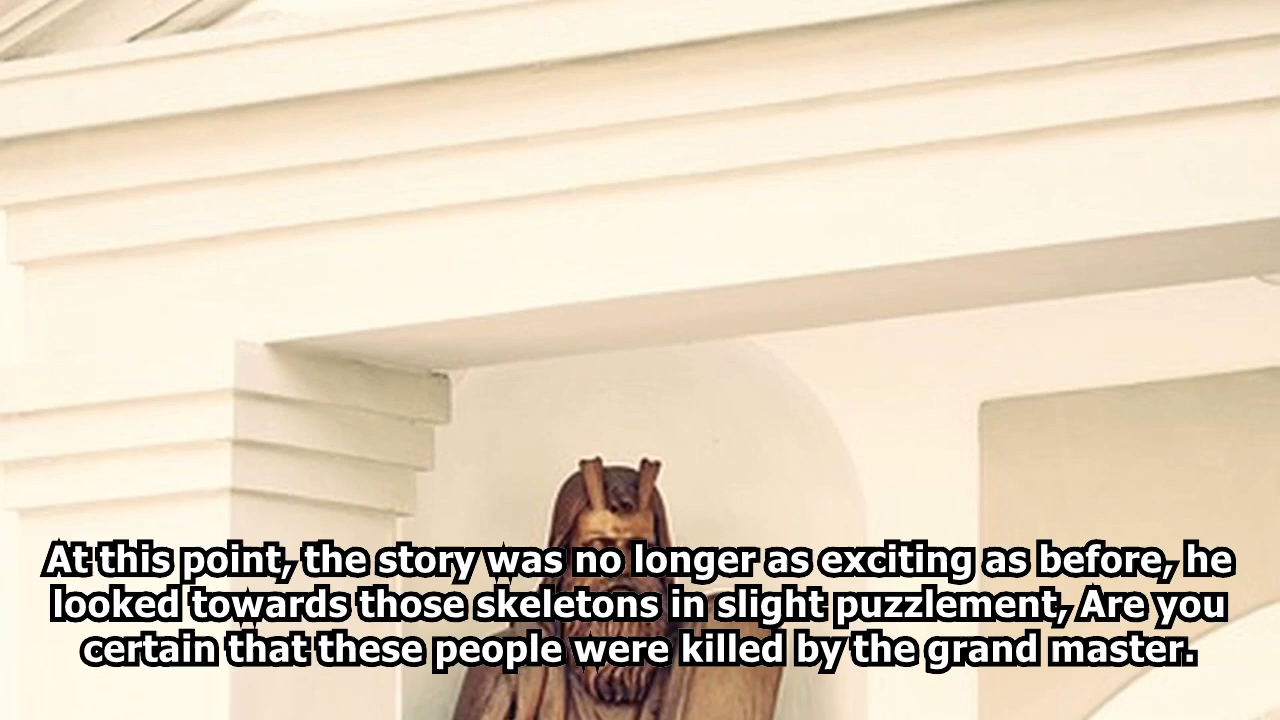 At this point, the story was no longer as exciting as before, he
looked towards those skeletons in slight puzzlement, Are you
certain that these people were killed by the grand master.